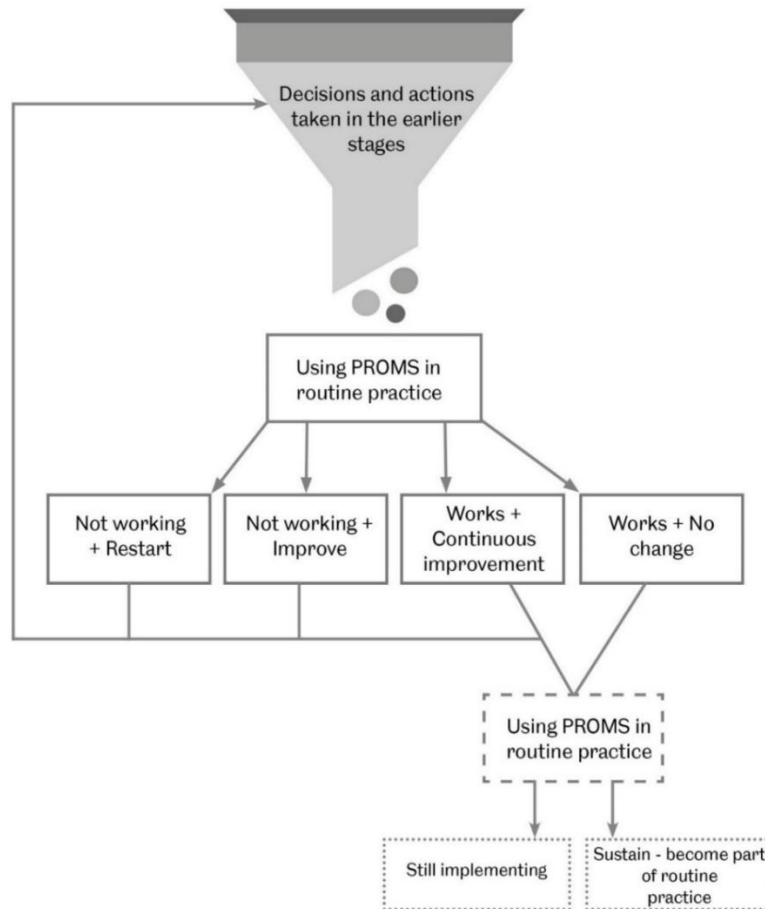 Decisions and actions
taken in the earlier
stages
Using PROMS in
routine practice
Not working
+ Restart
Not working +
Improve
Works +
Continuous
improvement
Works + No
change
Using PROMS in
routine practice
Still implementing
Sustain - become part
of routine
practice